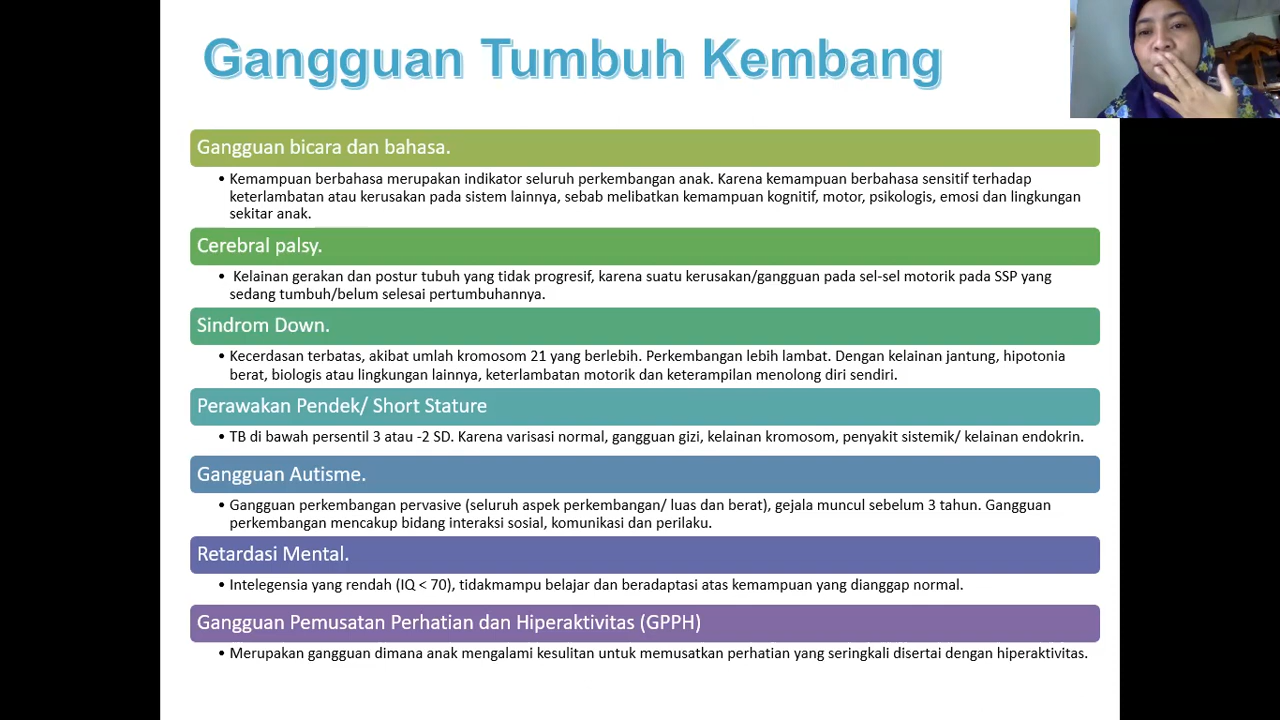 Gangguan Tumbuh Kembang
Gangguan bicara dan bahasa.
• Kemampuan berbahasa merupakan indikator seluruh perkembangan anak. Karena kemampuan berbahasa sensitif terhadap
keterlambatan atau kerusakan pada sistem lainnya, sebab melibatkan kemampuan kognitif, motor, psikologis, emosi dan lingkungan
sekitar anak.
Cerebral palsy.
• Kelainan gerakan dan postur tubuh yang tidak progresif, karena suatu kerusakan/gangguan pada sel-sel motorik pada SSP yang
sedang tumbuh/belum selesai pertumbuhannya.
Sindrom Down.
• Kecerdasan terbatas, akibat umlah kromosom 21 yang berlebih. Perkembangan lebih lambat. Dengan kelainan jantung, hipotonia
berat, biologis atau lingkungan lainnya, keterlambatan motorik dan keterampilan menolong diri sendiri.
Perawakan Pendek/ Short Stature
• TB di bawah persentil 3 atau -2 SD. Karena varisasi normal, gangguan gizi, kelainan kromosom, penyakit sistemik/ kelainan endokrin.
Gangguan Autisme.
• Gangguan perkembangan pervasive (seluruh aspek perkembangan/ luas dan berat), gejala muncul sebelum 3 tahun. Gangguan
perkembangan mencakup bidang interaksi sosial, komunikasi dan perilaku.
Retardasi Mental.
• Intelegensia yang rendah (IQ < 70), tidakmampu belajar dan beradaptasi atas kemampuan yang dianggap normal.
Gangguan Pemusatan Perhatian dan Hiperaktivitas (GPPH)
• Merupakan gangguan dimana anak mengalami kesulitan untuk memusatkan perhatian yang seringkali disertai dengan hiperaktivitas.